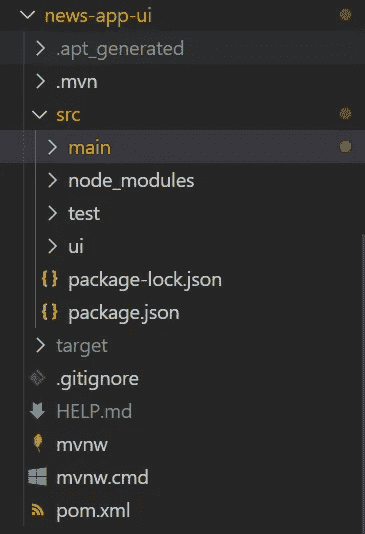 news-app-ui
.apt_generated
.mvn
src
main
node_modules
test
ui
package-lock.json
package.json
target
.gitignore
HELP.md
mvnw
mvnw.cmd
pom.xml